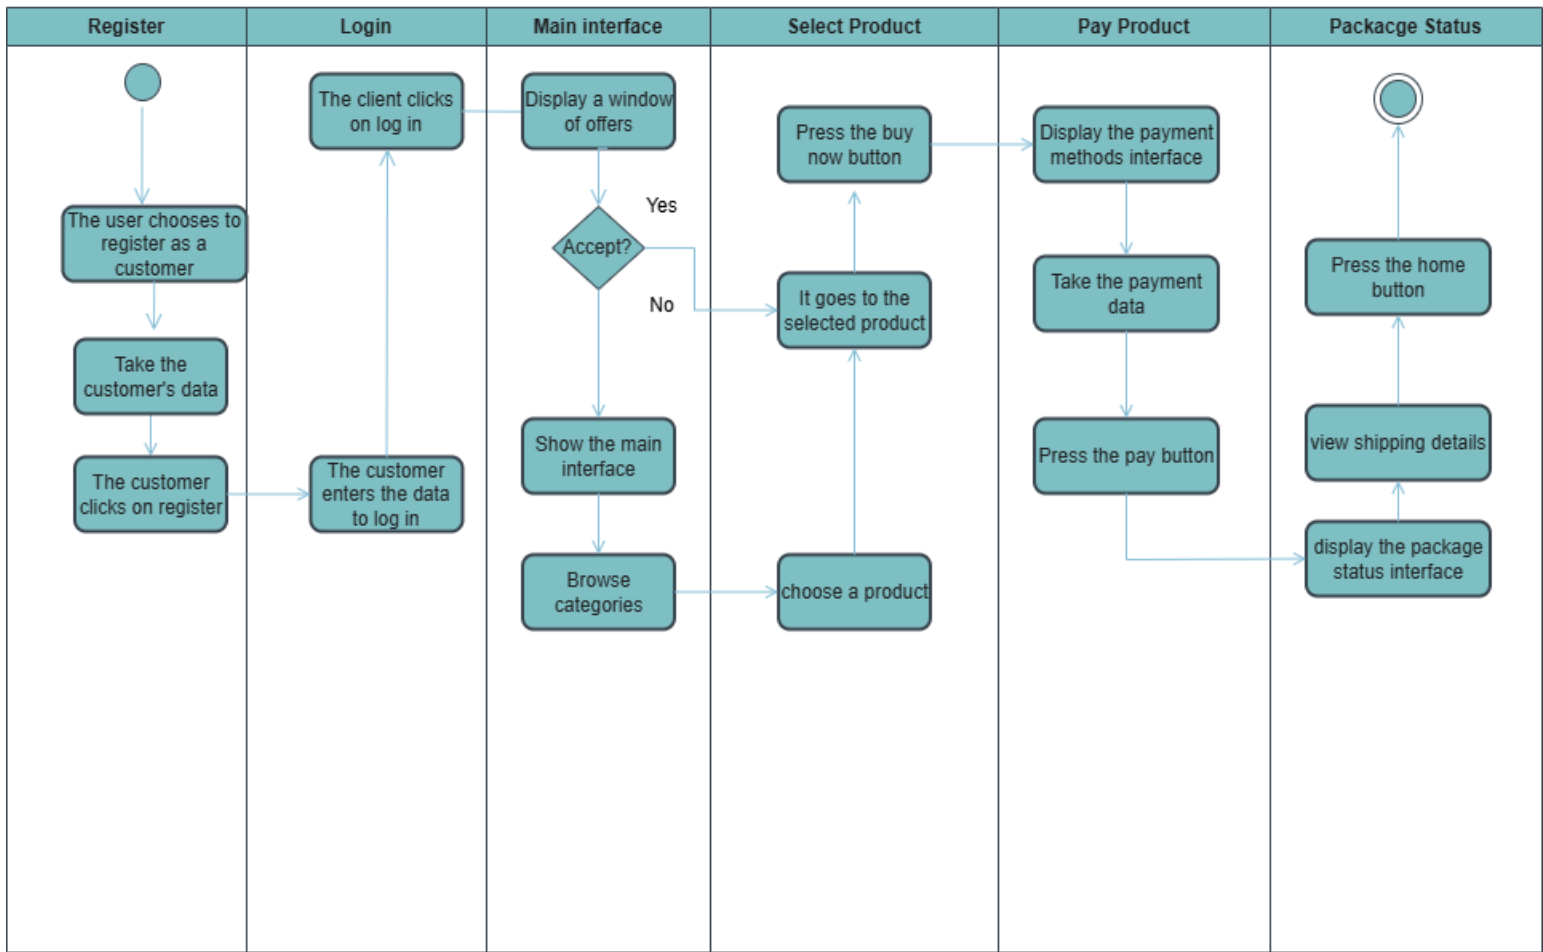 Register
Login
Main interface
Select Product
Pay Product
Packacge Status
The user chooses to
register as a
customer
Take the
customer's data
The customer
clicks on register
The client clicks
on log in
The customer
enters the data
to log in
Display a window
of offers
Accept?
Yes
No
Show the main
interface
Browse
categories
Press the buy
now button
It goes to the
selected product
choose a product
Display the payment
methods interface
Take the payment
data
Press the pay button
Press the home
button
view shipping details
display the package
status interface